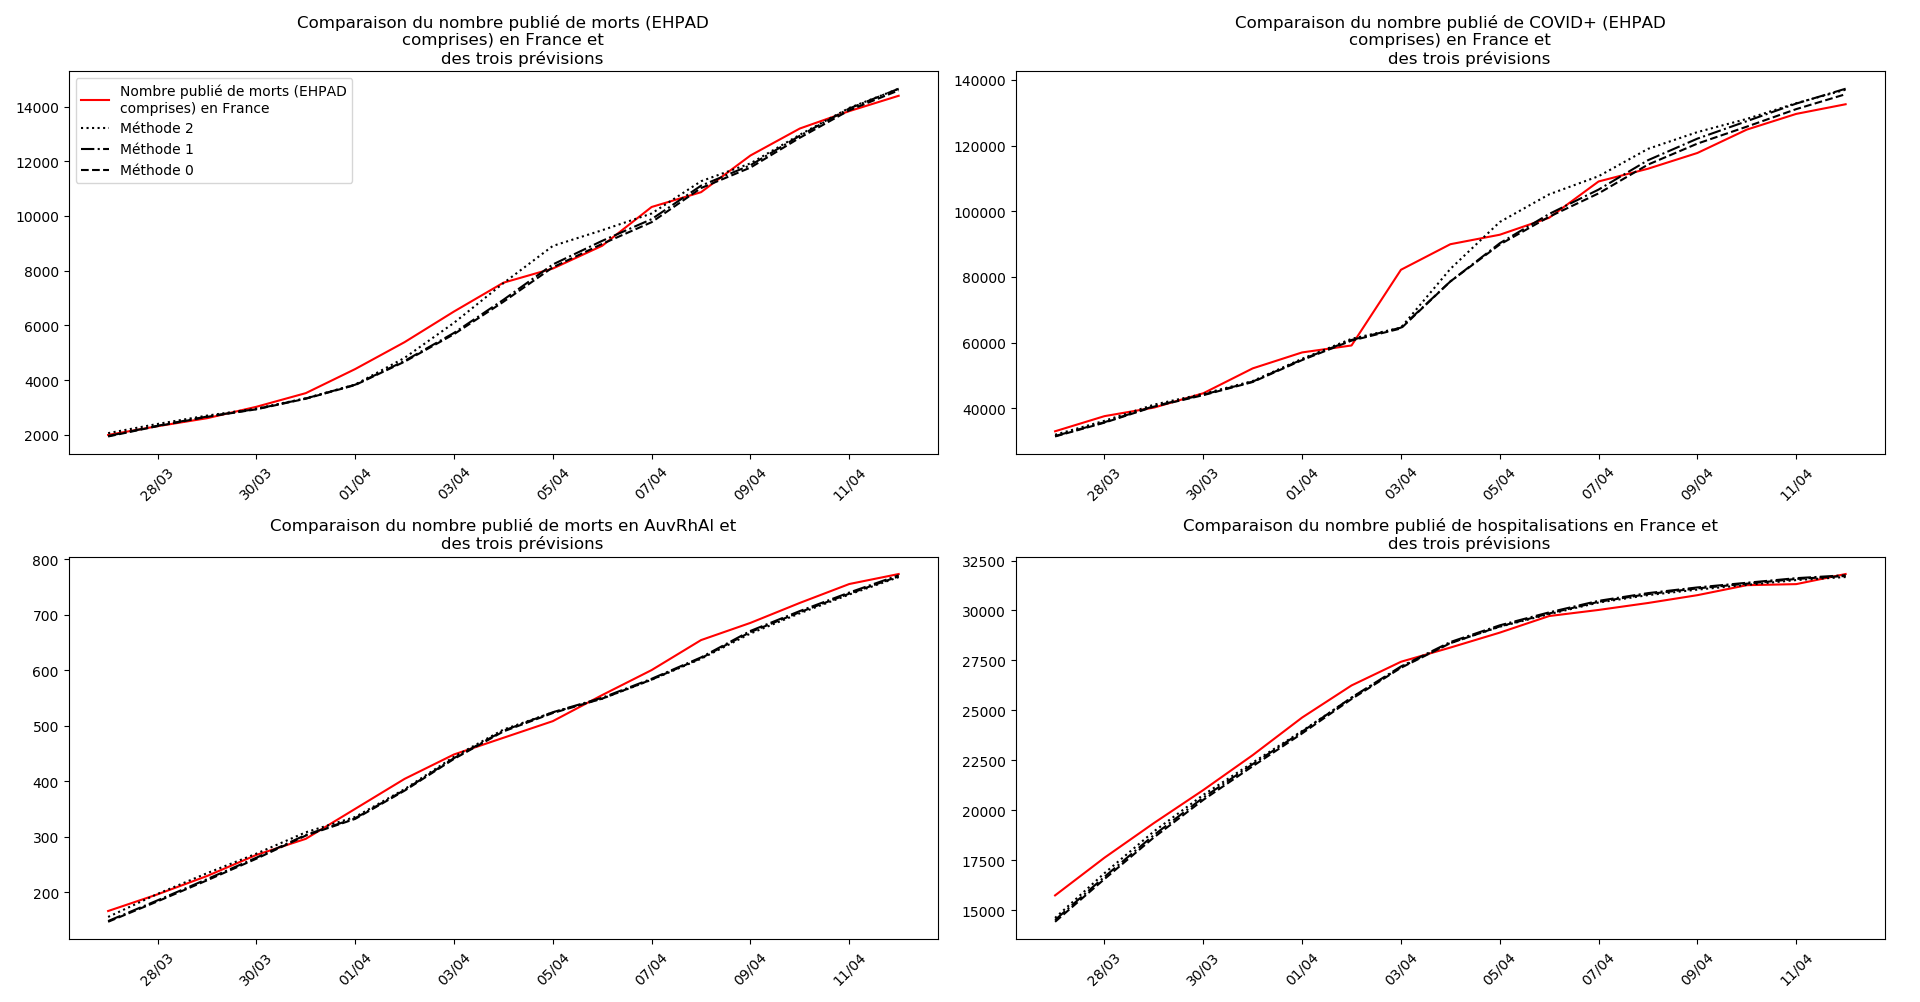 Comparaison du nombre publié de morts (EHPAD
comprises) en France et
des trois prévisions
Nombre publié de morts (EHPAD
comprises) en France
Méthode 2
Méthode 1
Méthode 0
14000
12000
10000
8000
6000
4000
2000
28/03 30/03 01/04 03/04 05/04 07/04 09/04 11/04
Comparaison du nombre publié de COVID+ (EHPAD
comprises) en France et
des trois prévisions
140000
120000
100000
80000
60000
40000
28/03 30/03 01/04 03/04 05/04 07/04 09/04 11/04
Comparaison du nombre publié de morts en AuvRhAl et
des trois prévisions
800
700
600
500
400
300
200
28/03 30/03 01/04 03/04 05/04 07/04 09/04 11/04
Comparaison du nombre publié de hospitalisations en France et
des trois prévisions
32500
30000
27500
25000
22500
20000
17500
15000
28/03 30/03 01/04 03/04 05/04 07/04 09/04 11/04